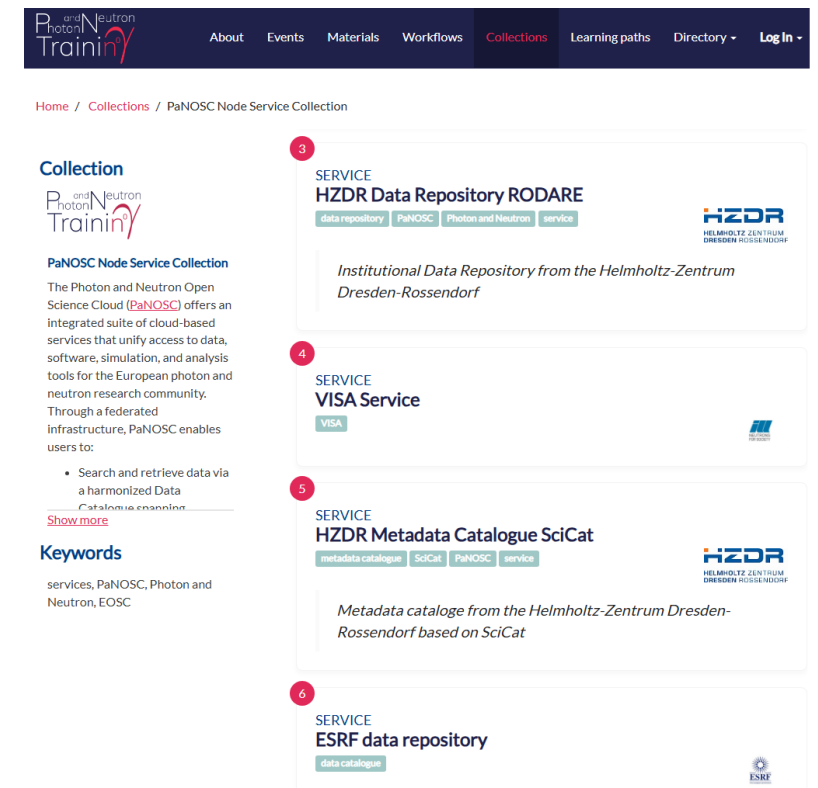 Photon and Neutron
Training
About Events Materials Workflows Collections Learning paths Directory Log In
Home / Collections / PaNOSC Node Service Collection
Collection
Photon and Neutron
Training
PaNOSC Node Service Collection
The Photon and Neutron Open
Science Cloud (PaNOSC) offers an
integrated suite of cloud-based
services that unify access to data,
software, simulation, and analysis
tools for the European photon and
neutron research community.
Through a federated
infrastructure, PaNOSC enables
users to:
• Search and retrieve data via
a harmonized Data
Catalogue spanning
Show more
Keywords
services, PaNOSC, Photon and
Neutron, EOSC
3
SERVICE
HZDR Data Repository RODARE
data repository PaNOSC Photon and Neutron service
HZDR
HELMHOLTZ ZENTRUM
DRESDEN ROSSENDORF
Institutional Data Repository from the Helmholtz-Zentrum
Dresden-Rossendorf
4
SERVICE
VISA Service
VISA
NEUTRONS
FOR SOCIETY
5
SERVICE
HZDR Metadata Catalogue SciCat
metadata catalogue SciCat PaNOSC service
HZDR
HELMHOLTZ ZENTRUM
DRESDEN ROSSENDORF
Metadata cataloge from the Helmholtz-Zentrum Dresden-
Rossendorf based on SciCat
6
SERVICE
ESRF data repository
data catalogue
ESRF